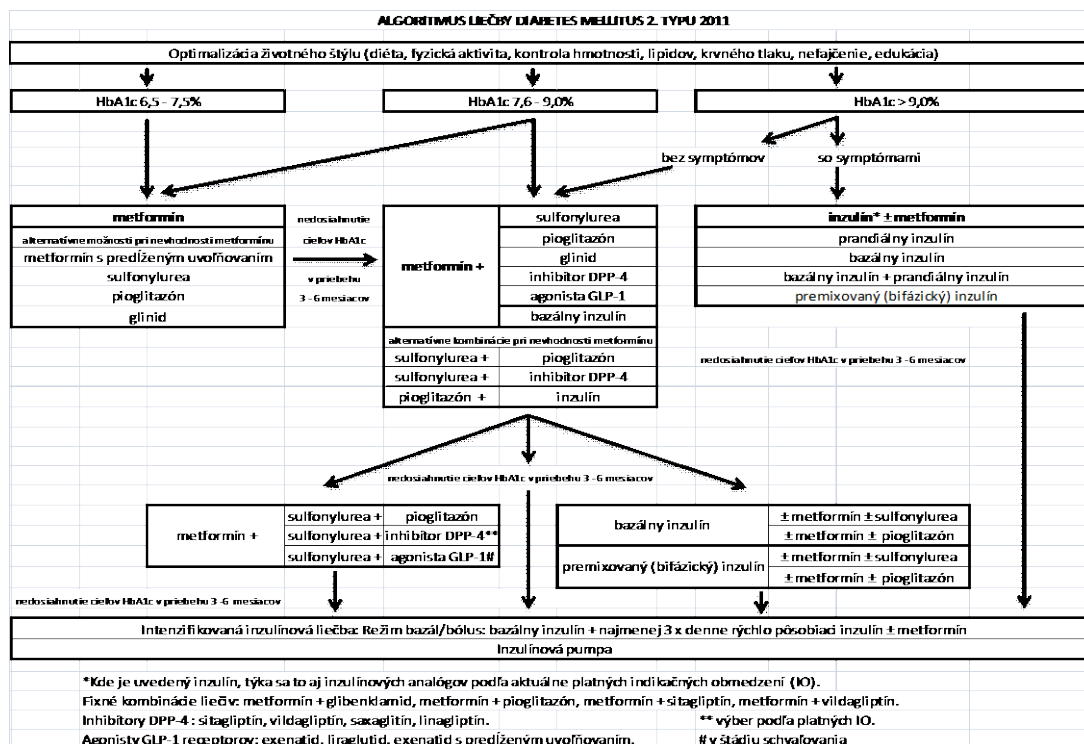 ALGORITMUS LIEČBY DIABETES MELLITUS 2. TYPU 2011
Optimalizácia životného štýlu (diéta, fyzická aktivita, kontrola hmotnosti, lipidov, krvného tlaku, nefajčenie, edukácia)
HbA1c 6,5 - 7,5%
HbA1c 7,6 - 9,0%
HbA1c > 9,0%
bez symptómov
so symptómami
metformín
alternatívne možnosti pri nevhodnosti metformínu
metformín s predĺženým uvoľňovaním
sulfonylurea
pioglitazón
glinid
nedosiahnutie
cieľov HbA1c
v priebehu
3 - 6 mesiacov
metformín +
sulfonylurea
pioglitazón
glinid
inhibítor DPP-4
agonista GLP-1
bazálny inzulín
alternatívne kombinácie pri nevhodnosti metformínu
sulfonylurea + pioglitazón
sulfonylurea + inhibítor DPP-4
pioglitazón + inzulín
inzulín* ± metformín
prandiálny inzulín
bazálny inzulín
bazálny inzulín + prandiálny inzulín
premixovaný (bifázický) inzulín
nedosiahnutie cieľov HbA1c v priebehu 3 - 6 mesiacov
nedosiahnutie cieľov HbA1c v priebehu 3 - 6 mesiacov
metformín +
sulfonylurea + pioglitazón
sulfonylurea + inhibítor DPP-4**
sulfonylurea + agonista GLP-1#
bazálny inzulín
± metformín ± sulfonylurea
± metformín ± pioglitazón
premixovaný (bifázický) inzulín
± metformín ± sulfonylurea
± metformín ± pioglitazón
nedosiahnutie cieľov HbA1c v priebehu 3 - 6 mesiacov
Intenzifikovaná inzulínová liečba: Režim bazál/bólus: bazálny inzulín + najmenej 3 x denne rýchlo pôsobiaci inzulín ± metformín
Inzulínová pumpa
*Kde je uvedený inzulín, týka sa to aj inzulínových analógov podľa aktuálne platných indikačných obmedzení (IO).
Fixné kombinácie liečiv: metformín + glibenklamid, metformín + pioglitazón, metformín + sitagliptín, metformín + vildagliptín.
Inhibítory DPP-4 : sitagliptín, vildagliptín, saxaglitín, linagliptín. ** výber podľa platných IO.
Agonisty GLP-1 receptorov: exenatid, liraglutid, exenatid s predĺženým uvoľňovaním. # v štádiu schvaľovania